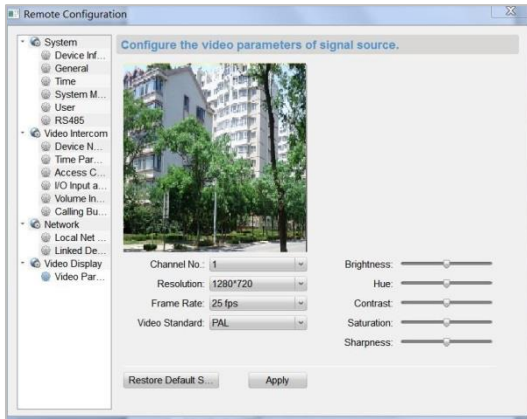 Remote Configuration
System
Device Inf...
General
Time
System M...
User
RS485
Video Intercom
Device N...
Time Par...
Access C...
I/O Input a...
Volume In...
Calling Bu...
Network
Local Net ...
Linked De...
Video Display
Video Par...
Configure the video parameters of signal source.
Channel No.: 1
Resolution: 1280*720
Frame Rate: 25 fps
Video Standard: PAL
Brightness:
Hue:
Contrast:
Saturation:
Sharpness:
Restore Default S...
Apply